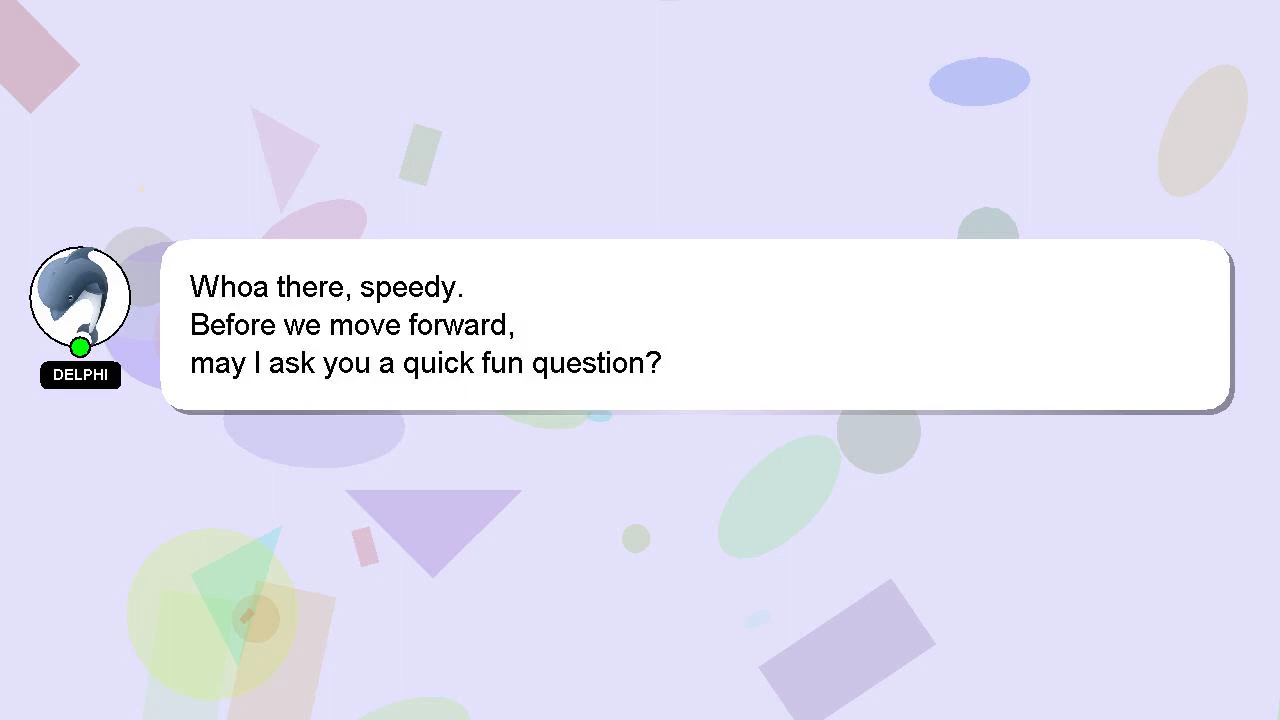 Whoa there, speedy.
Before we move forward,
may I ask you a quick fun question?
DELPHI